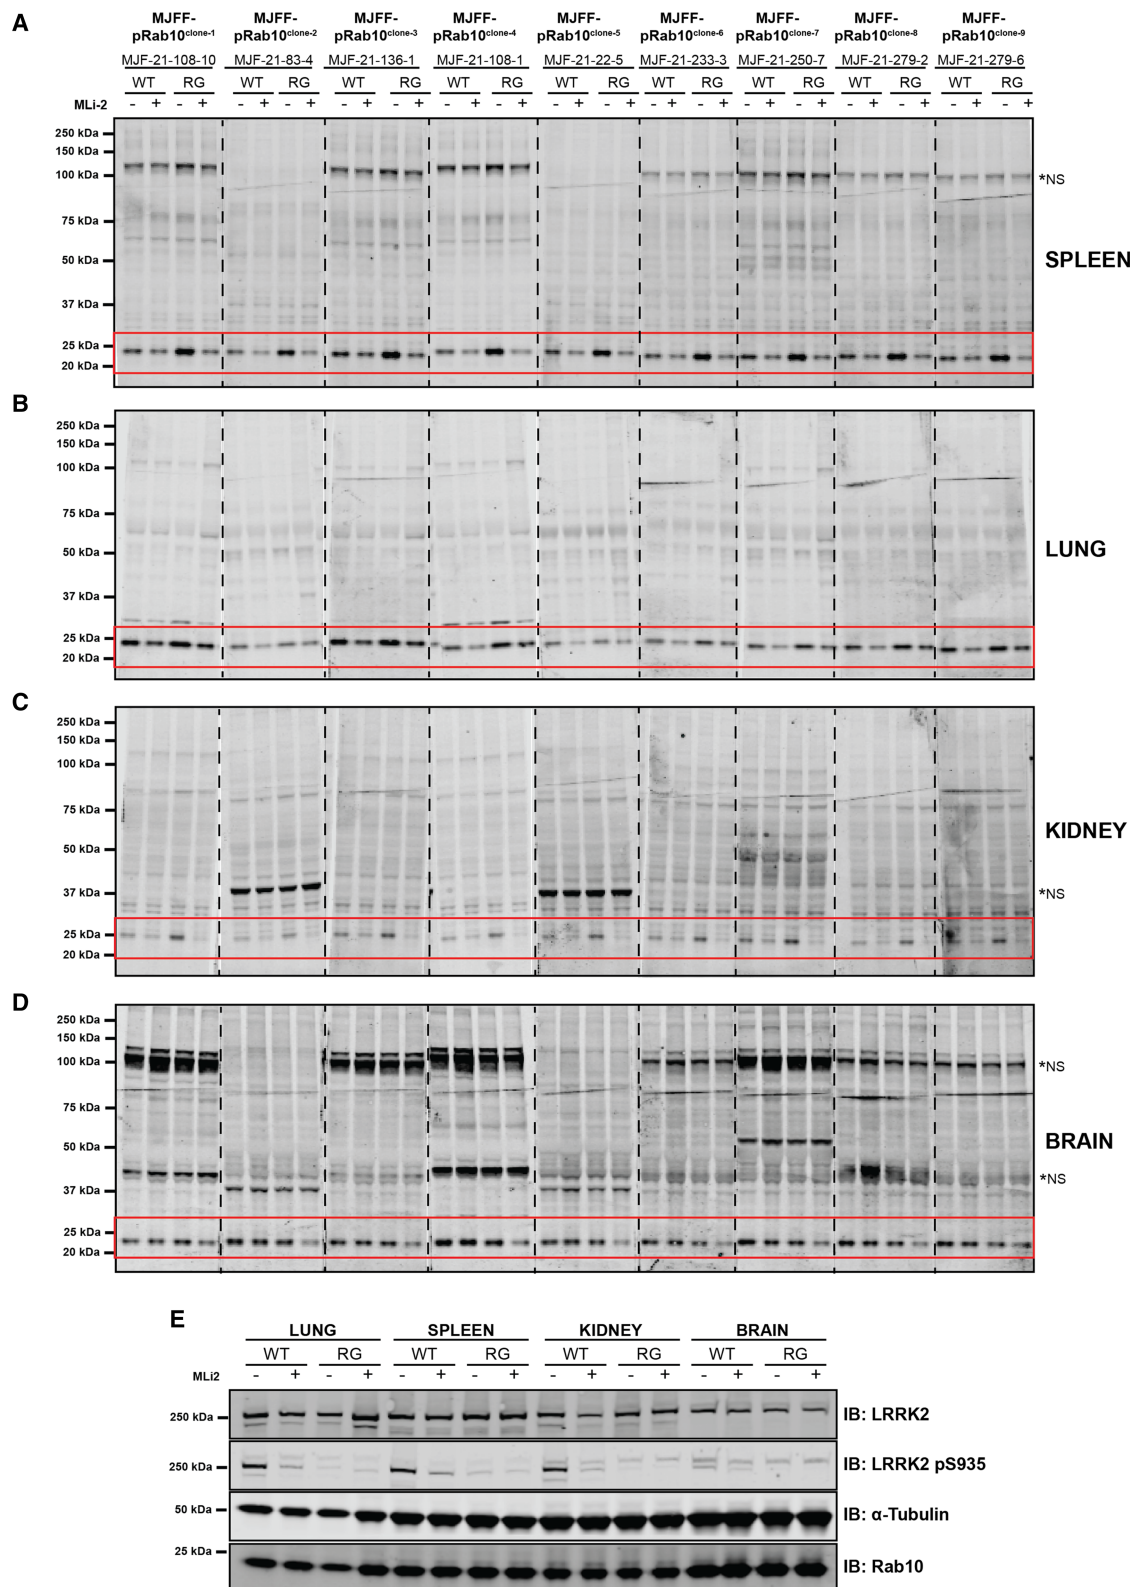 A
MJFF- MJFF- MJFF- MJFF- MJFF- MJFF- MJFF- MJFF- MJFF-
pRab10clone-1 pRab10clone-2 pRab10clone-3 pRab10clone-4 pRab10clone-5 pRab10clone-6 pRab10clone-7 pRab10clone-8 pRab10clone-9
MJF-21-108-10 MJF-21-83-4 MJF-21-136-1 MJF-21-108-1 MJF-21-22-5 MJF-21-233-3 MJF-21-250-7 MJF-21-279-2 MJF-21-279-6
WT RG WT RG WT RG WT RG WT RG WT RG WT RG WT RG WT RG
MLi-2 - + - + - + - + - + - + - + - + - + - + - + - + - + - + - + - + - + - +
250 kDa
150 kDa
100 kDa
*NS
75 kDa
50 kDa
SPLEEN
37 kDa
25 kDa
20 kDa
B
250 kDa
150 kDa
100 kDa
75 kDa
50 kDa
LUNG
37 kDa
25 kDa
20 kDa
C
250 kDa
150 kDa
100 kDa
75 kDa
KIDNEY
50 kDa
37 kDa
*NS
25 kDa
20 kDa
D
250 kDa
150 kDa
100 kDa
*NS
75 kDa
50 kDa
BRAIN
*NS
37 kDa
25 kDa
20 kDa
E
LUNG SPLEEN KIDNEY BRAIN
WT RG WT RG WT RG WT RG
MLi2 - + - + - + - + - + - + - + - +
250 kDa IB: LRRK2
250 kDa IB: LRRK2 pS935
50 kDa IB: α-Tubulin
25 kDa IB: Rab10